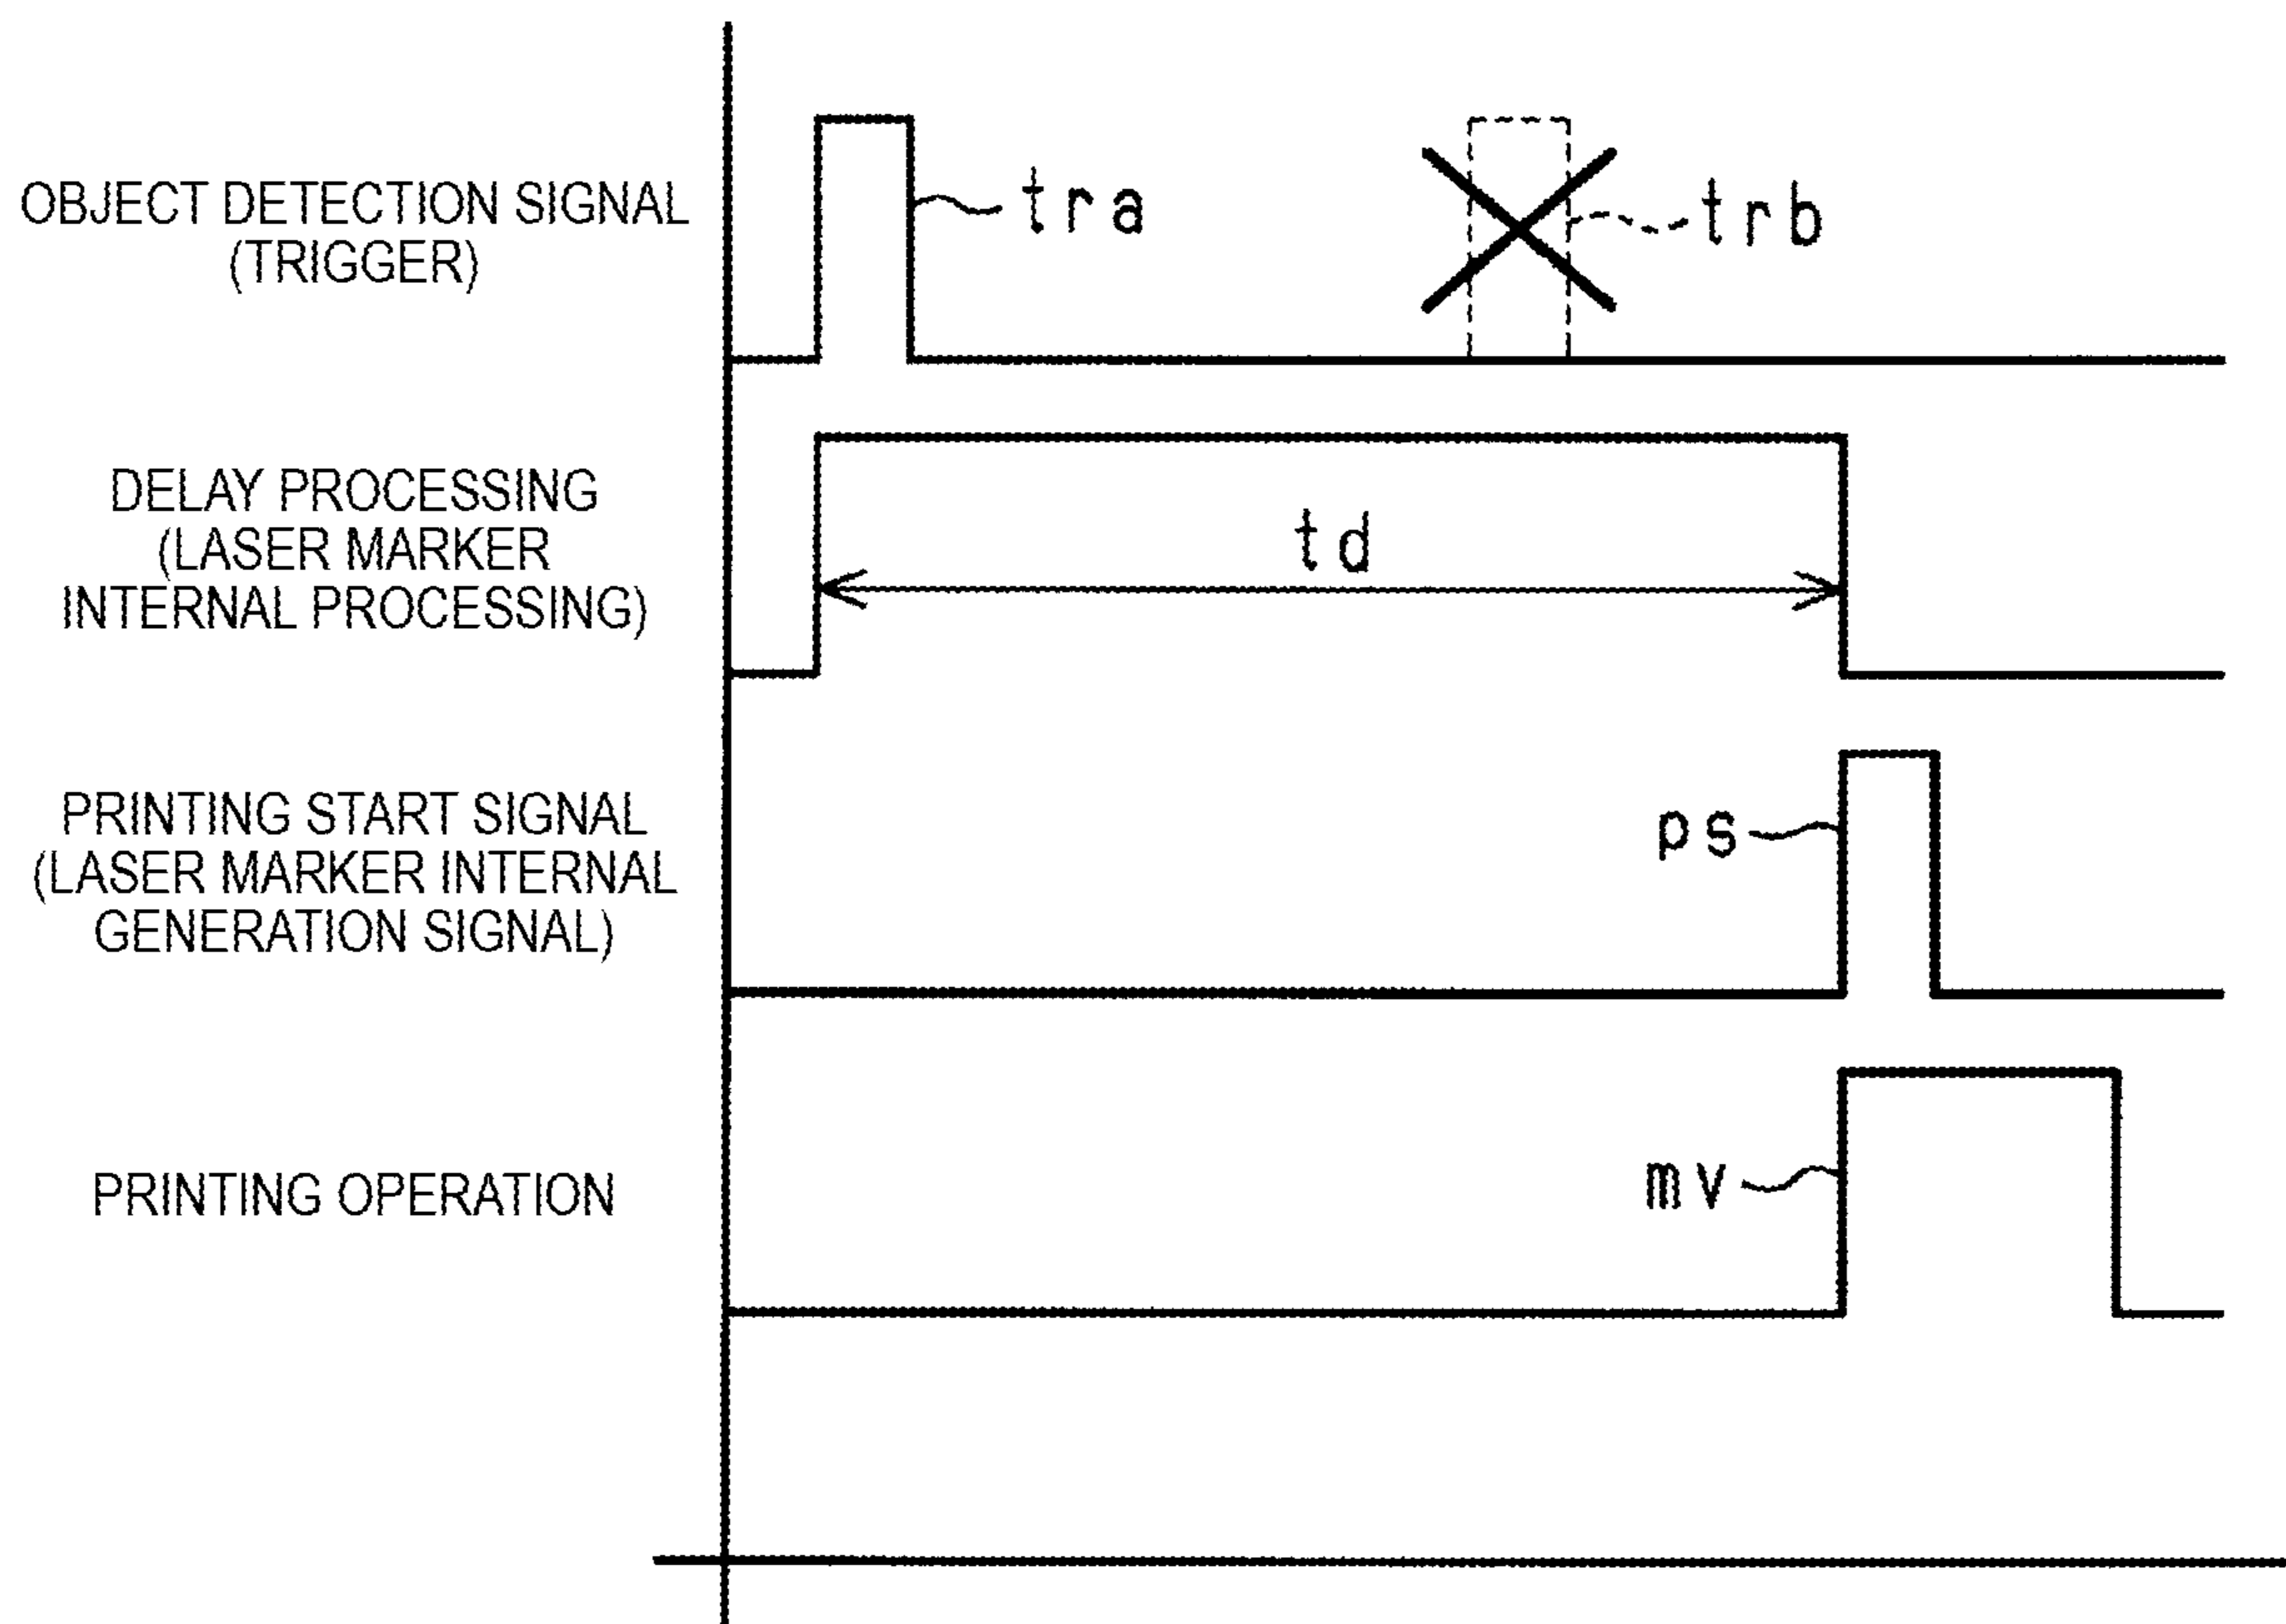 OBJECT DETECTION SIGNAL
(TRIGGER)
tra
trb
DELAY PROCESSING
(LASER MARKER
INTERNAL PROCESSING)
td
PRINTING START SIGNAL
(LASER MARKER INTERNAL
GENERATION SIGNAL)
ps
PRINTING OPERATION
mv